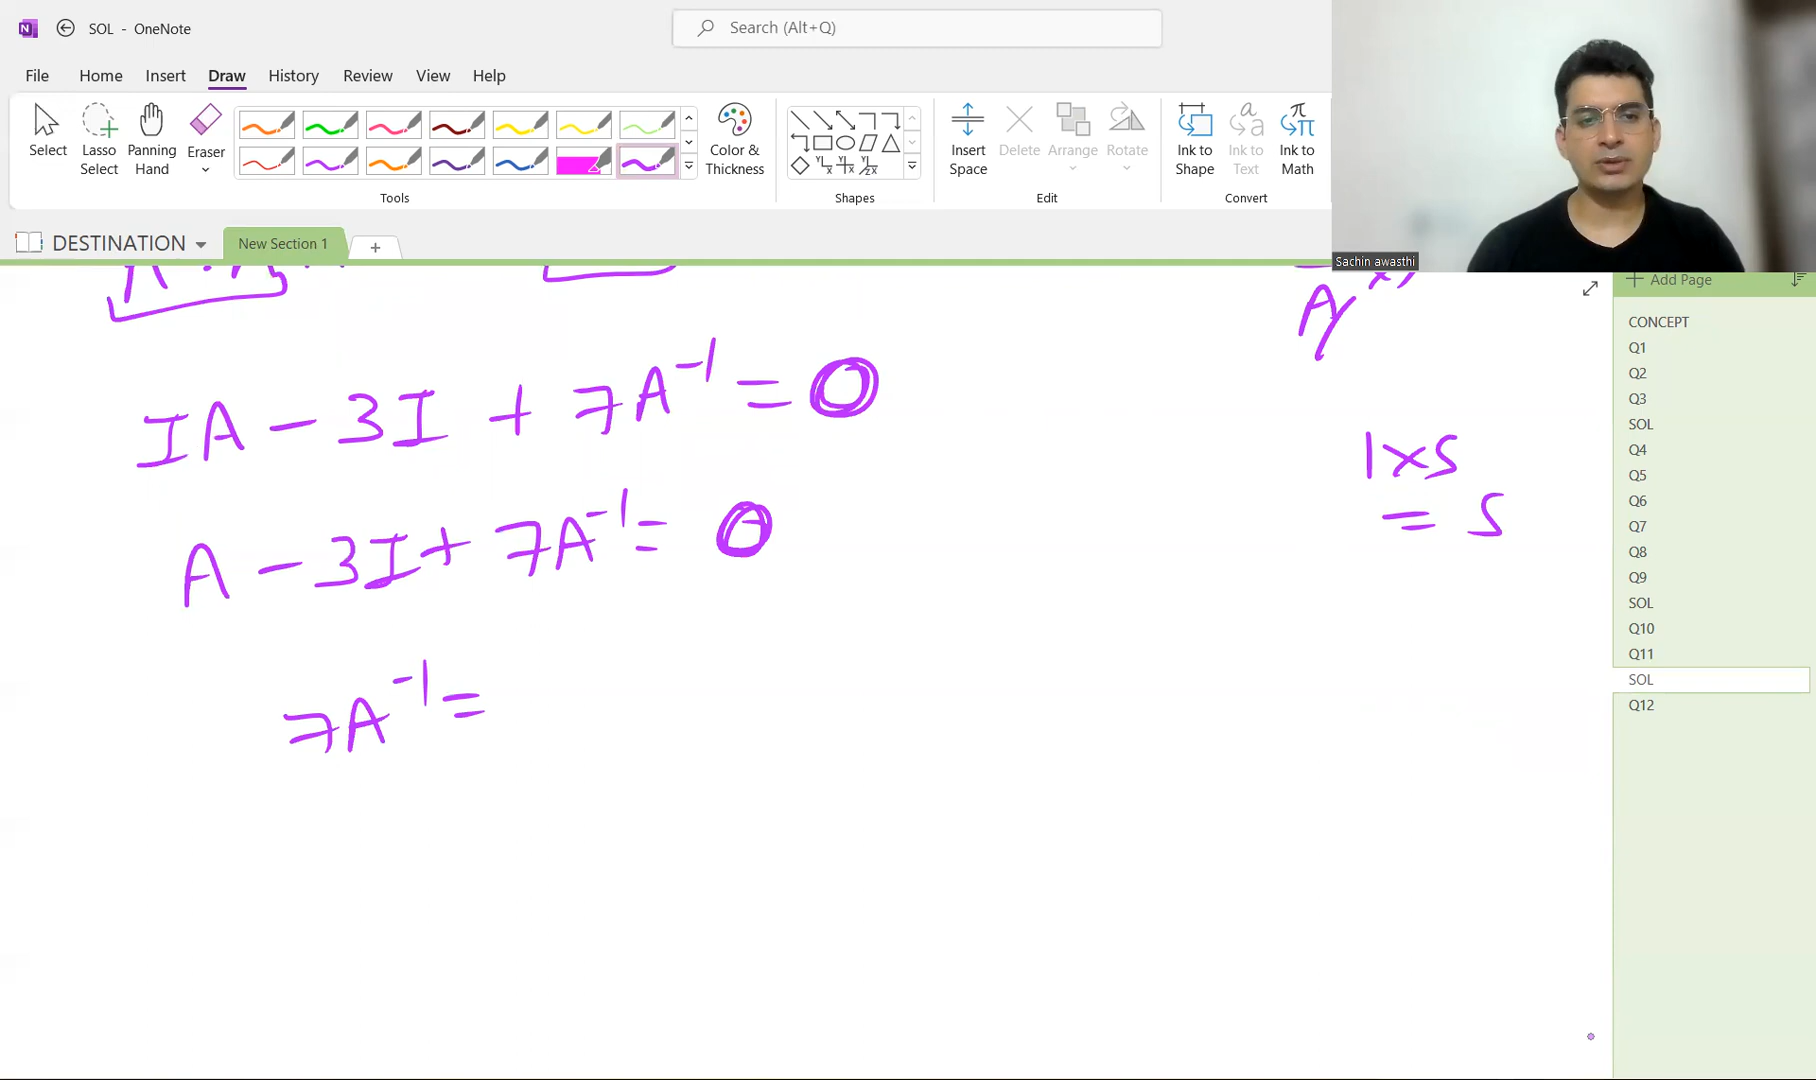 SOL - OneNote
Search (Alt+Q)
File Home Insert Draw History Review View Help
Select
Lasso Select
Panning Hand
Eraser
Color & Thickness
Insert Space
Delete
Arrange
Rotate
Ink to Shape
Ink to Text
Ink to Math
Tools
Shapes
Edit
Convert
DESTINATION
New Section 1
Sachin awasthi
Add Page
CONCEPT
Q1
Q2
Q3
SOL
Q4
Q5
Q6
Q7
Q8
Q9
SOL
Q10
Q11
SOL
Q12
IA - 3I + 7A⁻¹ = O
A - 3I + 7A⁻¹ = O
7A⁻¹ =
1×5
= 5